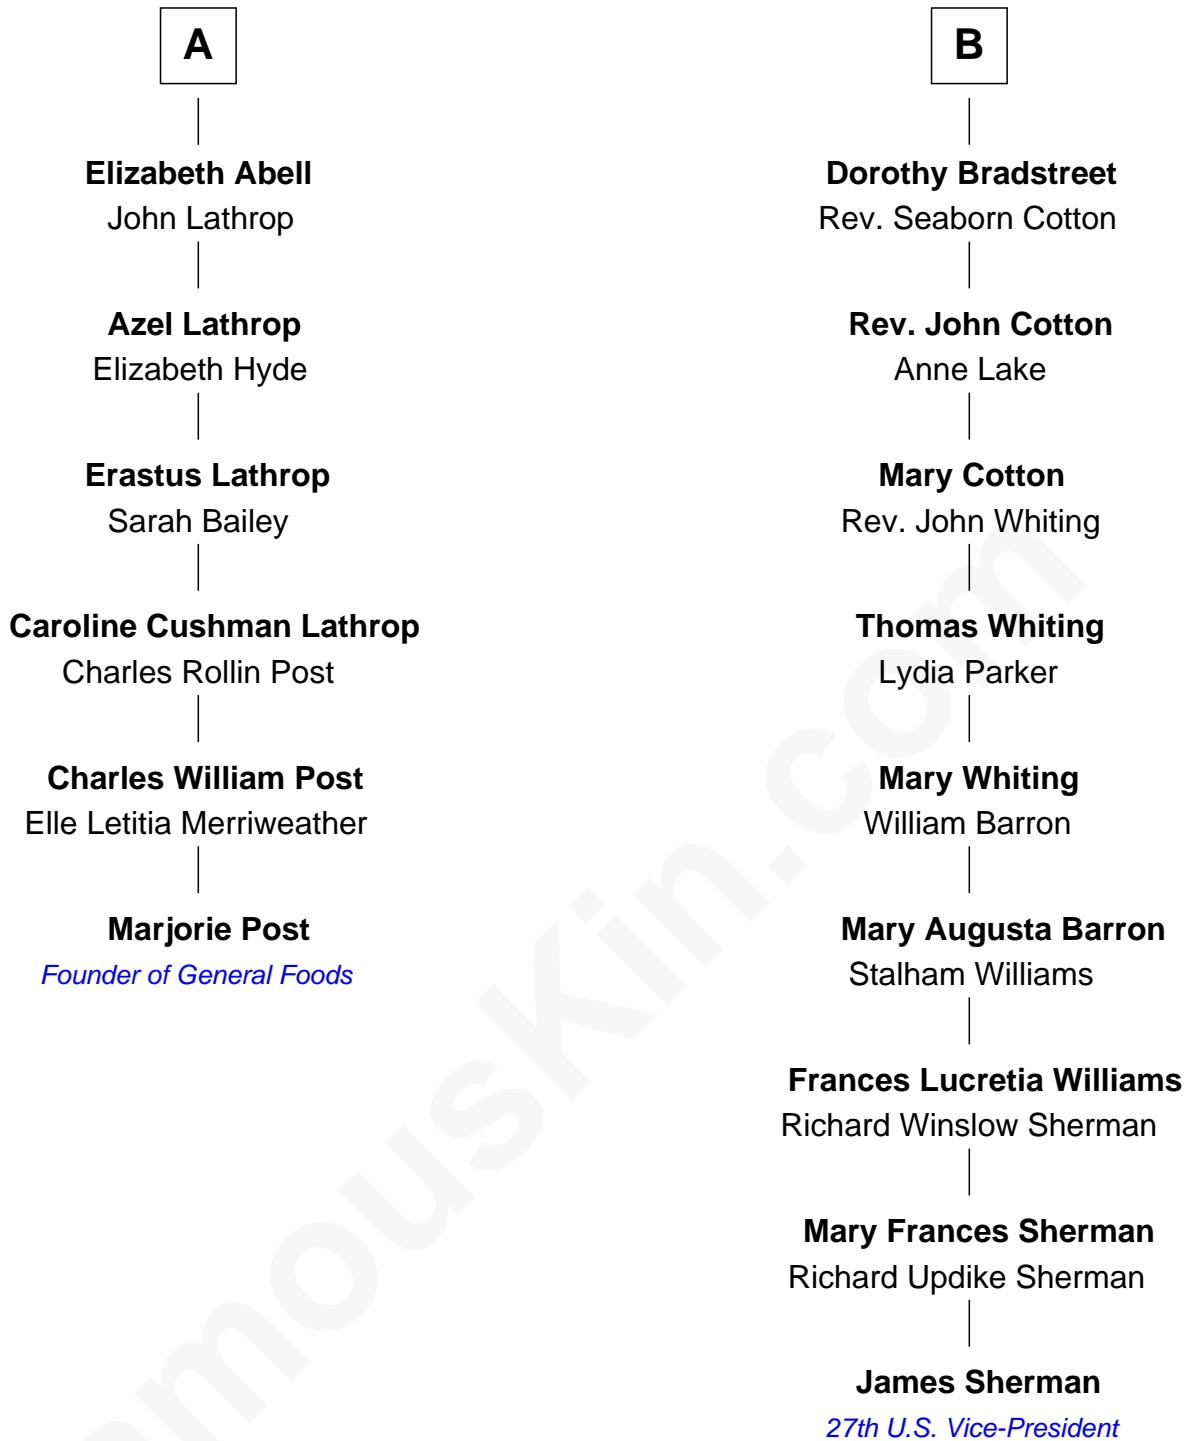 A
Elizabeth Abell
John Lathrop
Azel Lathrop
Elizabeth Hyde
Erastus Lathrop
Sarah Bailey
Caroline Cushman Lathrop
Charles Rollin Post
Charles William Post
Elle Letitia Merriweather
Marjorie Post
Founder of General Foods
B
Dorothy Bradstreet
Rev. Seaborn Cotton
Rev. John Cotton
Anne Lake
Mary Cotton
Rev. John Whiting
Thomas Whiting
Lydia Parker
Mary Whiting
William Barron
Mary Augusta Barron
Stalham Williams
Frances Lucretia Williams
Richard Winslow Sherman
Mary Frances Sherman
Richard Updike Sherman
James Sherman
27th U.S. Vice-President
amouskin.com